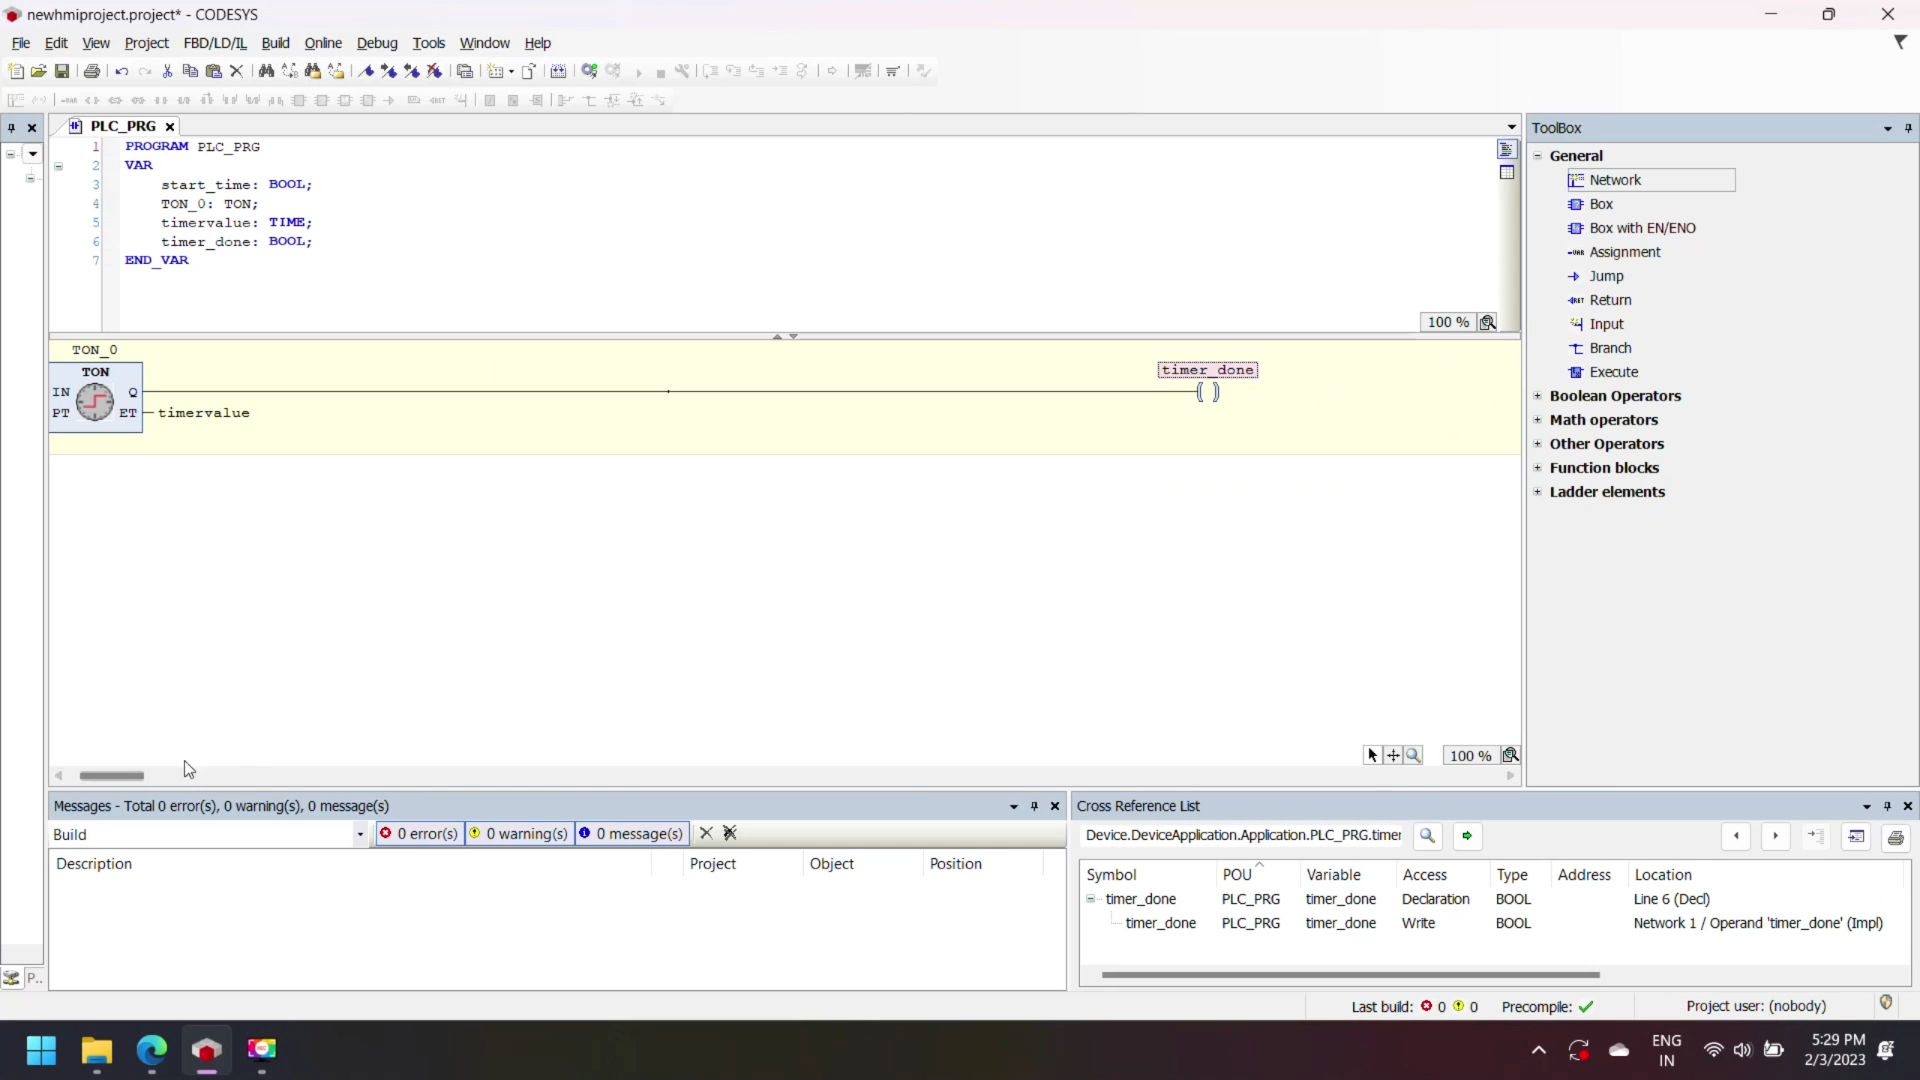 newhmiproject.project* - CODESYS
File Edit View Project FBD/LD/IL Build Online Debug Tools Window Help
PLC_PRG
1 PROGRAM PLC_PRG
2 VAR
3 start_time: BOOL;
4 TON_0: TON;
5 timervalue: TIME;
6 timer_done: BOOL;
7 END_VAR
100 %
TON_0
TON
IN Q
PT ET timervalue
timer_done
100 %
ToolBox
General
Network
Box
Box with EN/ENO
Assignment
Jump
Return
Input
Branch
Execute
Boolean Operators
Math operators
Other Operators
Function blocks
Ladder elements
Messages - Total 0 error(s), 0 warning(s), 0 message(s)
Build 0 error(s) 0 warning(s) 0 message(s)
Description Project Object Position
Cross Reference List
Device.DeviceApplication.Application.PLC_PRG.timer
Symbol POU Variable Access Type Address Location
timer_done PLC_PRG timer_done Declaration BOOL Line 6 (Decl)
timer_done PLC_PRG timer_done Write BOOL Network 1 / Operand 'timer_done' (Impl)
P..
Last build: 0 0 Precompile: Project user: (nobody)
ENG
IN
5:29 PM
2/3/2023